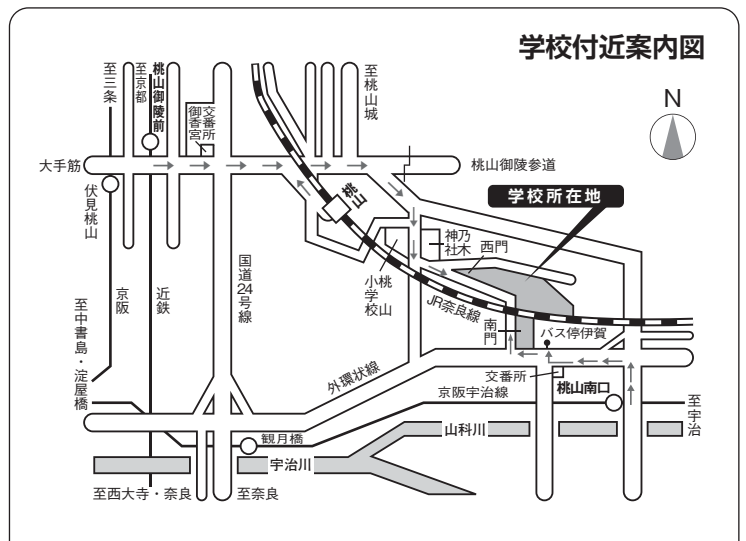 学校付近案内図
N
至三条
至京都
桃山御陵前
交番所
御香宮
至桃山城
大手筋
桃山御陵参道
学校所在地
伏見桃山
桃山
乃木
神社
西門
桃山
小学校
国道24号線
京阪
近鉄
JR奈良線
南門
バス停伊賀
至中書島・淀屋橋
外環状線
交番所
桃山南口
京阪宇治線
至宇治
山科川
観月橋
宇治川
至西大寺・奈良
至奈良